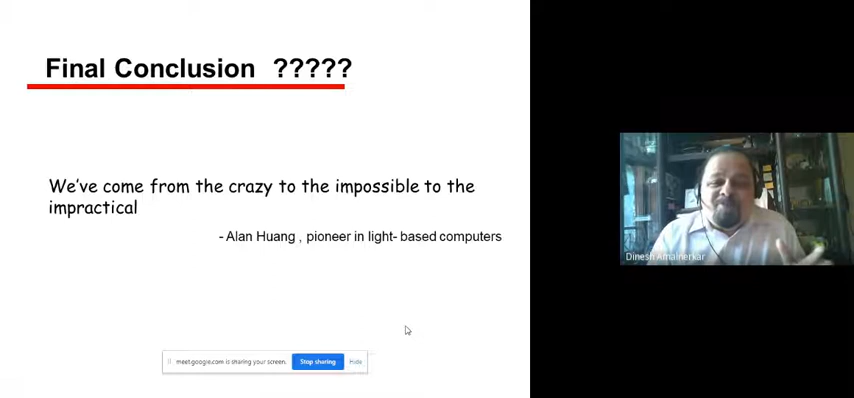 Final Conclusion ?????
We've come from the crazy to the impossible to the
impractical
- Alan Huang , pioneer in light- based computers
meet.google.com is sharing your screen.
Stop sharing
Hide
Dinesh Amalnerkar